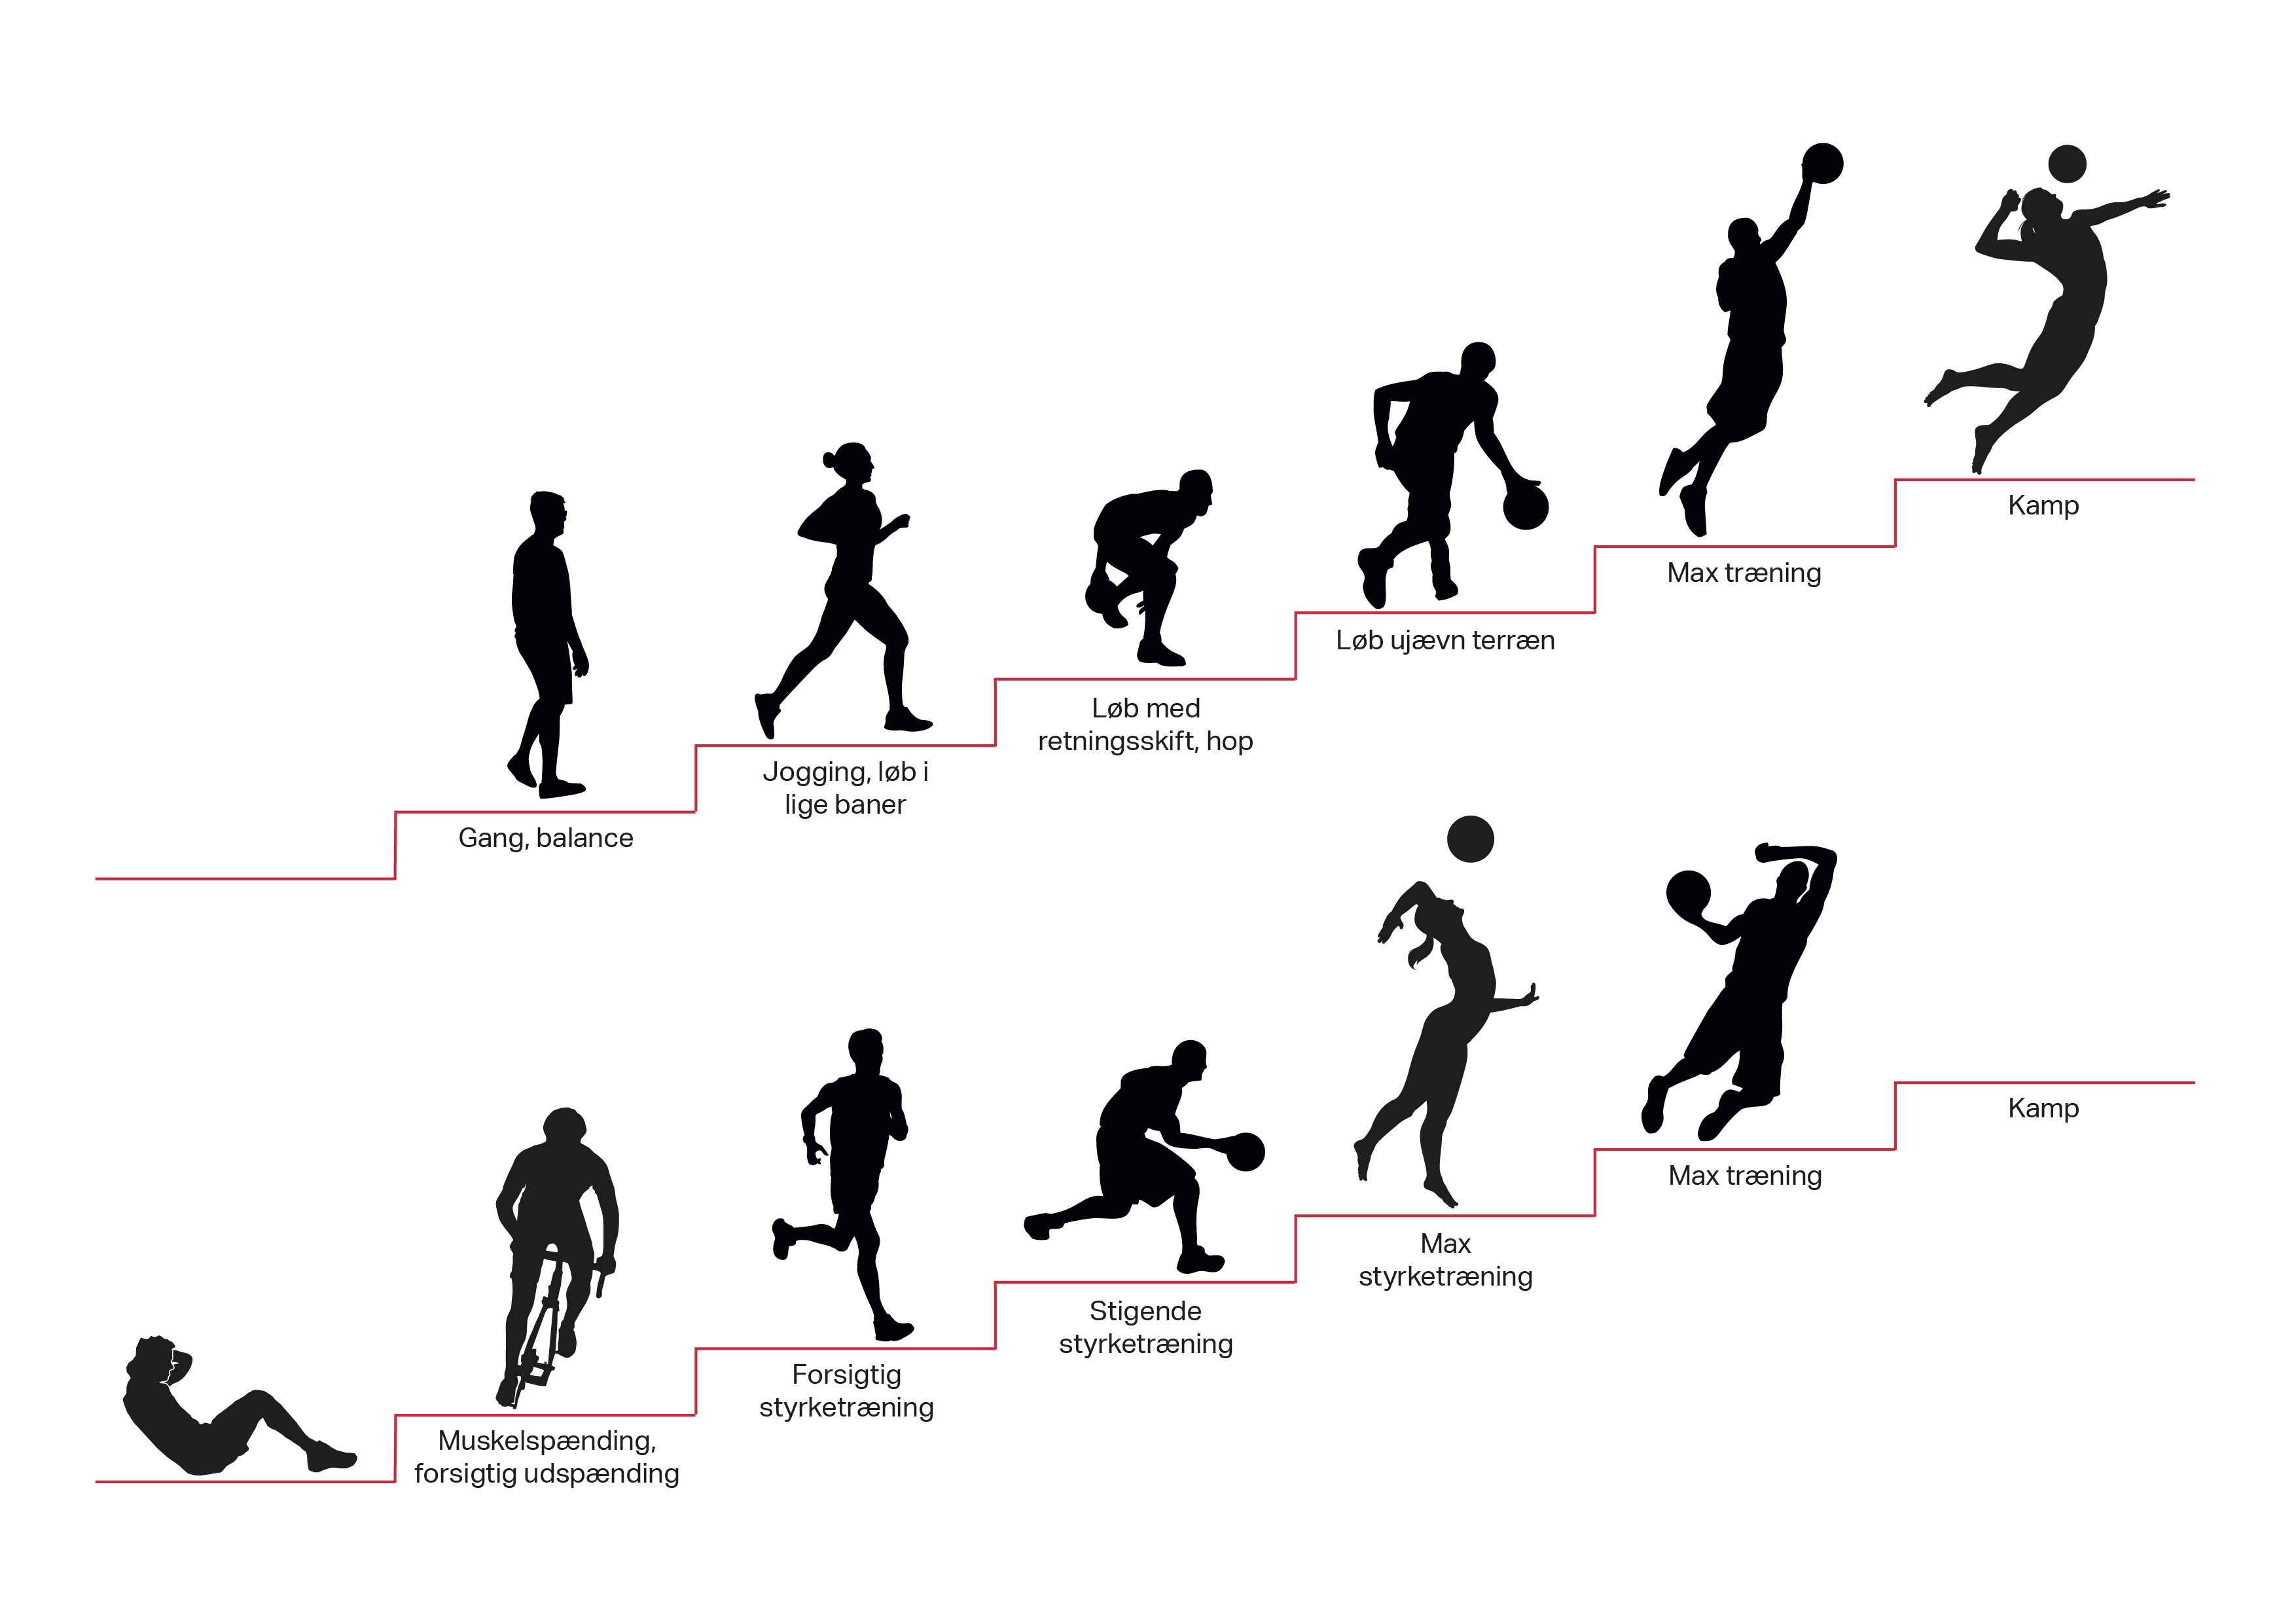 Kamp
Max træning
Løb ujævn terræn
Løb med
retningsskift, hop
Jogging, løb i
lige baner
Gang, balance
Kamp
Max træning
Max
styrketræning
Stigende
styrketræning
Forsigtig
styrketræning
Muskelspænding,
forsigtig udspænding